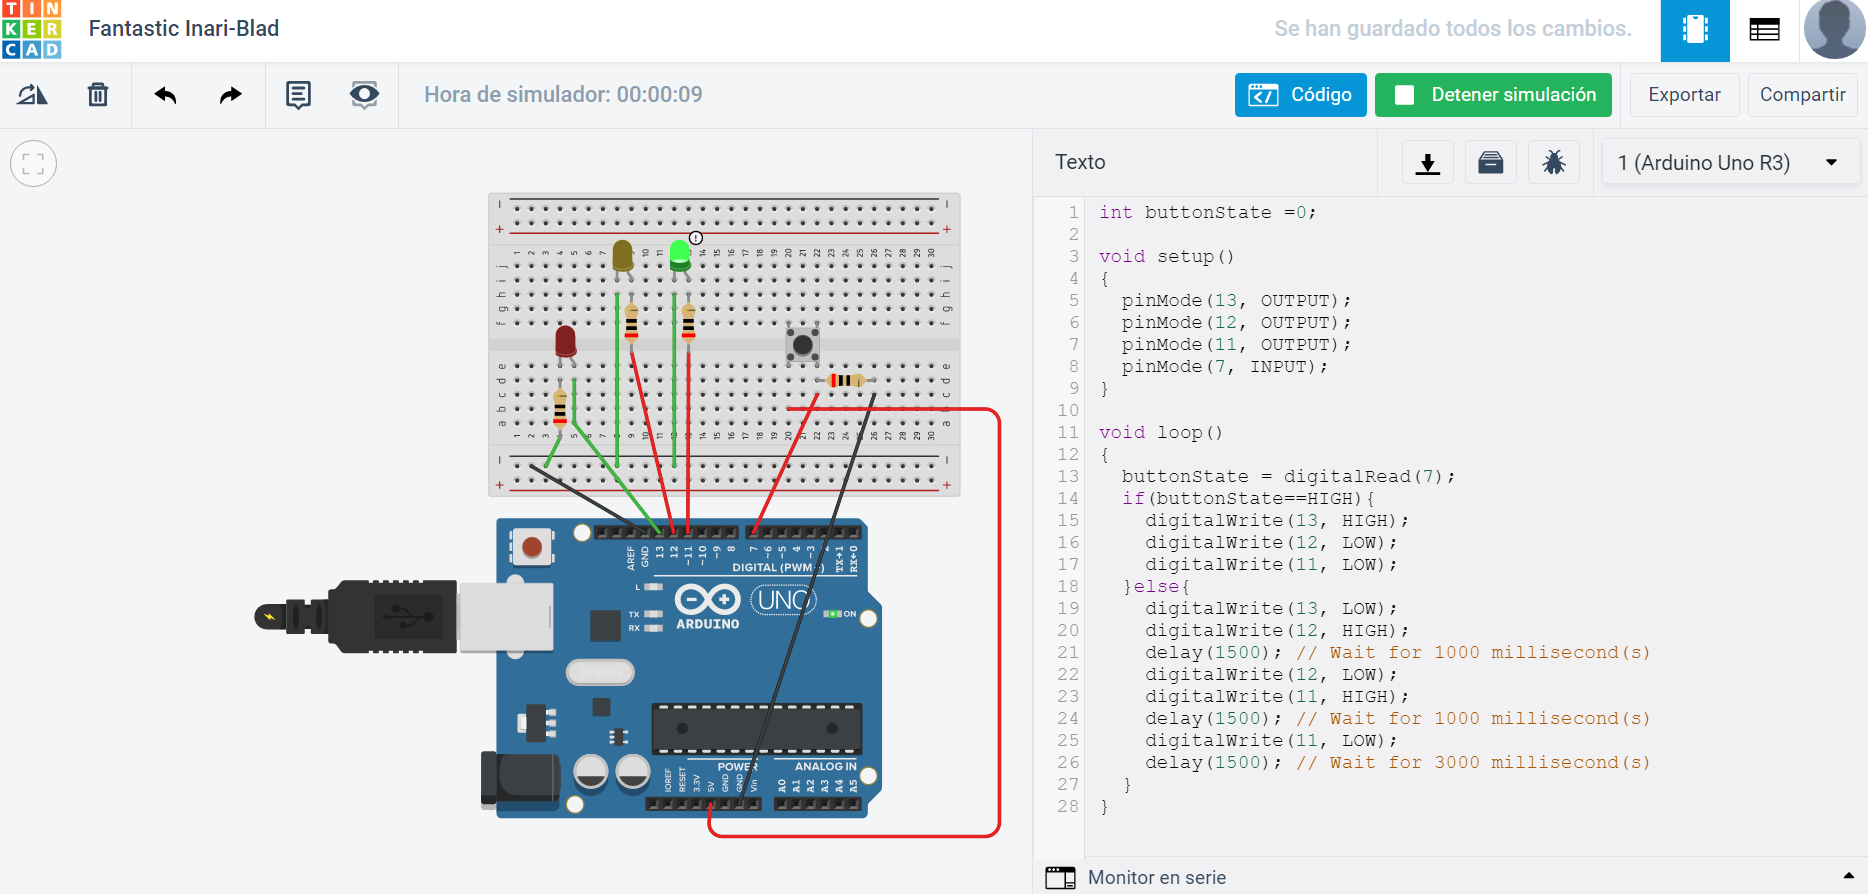 TIN
KER
CAD
Fantastic Inari-Blad
Se han guardado todos los cambios.
Hora de simulador: 00:00:09
Código
Detener simulación
Exportar
Compartir
Texto
1 (Arduino Uno R3)
1 int buttonState =0;
2
3 void setup()
4 {
5 pinMode(13, OUTPUT);
6 pinMode(12, OUTPUT);
7 pinMode(11, OUTPUT);
8 pinMode(7, INPUT);
9 }
10
11 void loop()
12 {
13 buttonState = digitalRead(7);
14 if(buttonState==HIGH){
15 digitalWrite(13, HIGH);
16 digitalWrite(12, LOW);
17 digitalWrite(11, LOW);
18 }else{
19 digitalWrite(13, LOW);
20 digitalWrite(12, HIGH);
21 delay(1500); // Wait for 1000 millisecond(s)
22 digitalWrite(12, LOW);
23 digitalWrite(11, HIGH);
24 delay(1500); // Wait for 1000 millisecond(s)
25 digitalWrite(11, LOW);
26 delay(1500); // Wait for 3000 millisecond(s)
27 }
28 }
Monitor en serie
AREF
GND
13
12
~11
~10
~9
8
7
~6
~5
4
~3
TX→1
RX←0
DIGITAL (PWM
L
TX
RX
UNO
ARDUINO
ON
POWER
ANALOG IN
IOREF
RESET
3.3V
5V
GND
GND
Vin
A0
A1
A2
A3
A4
A5